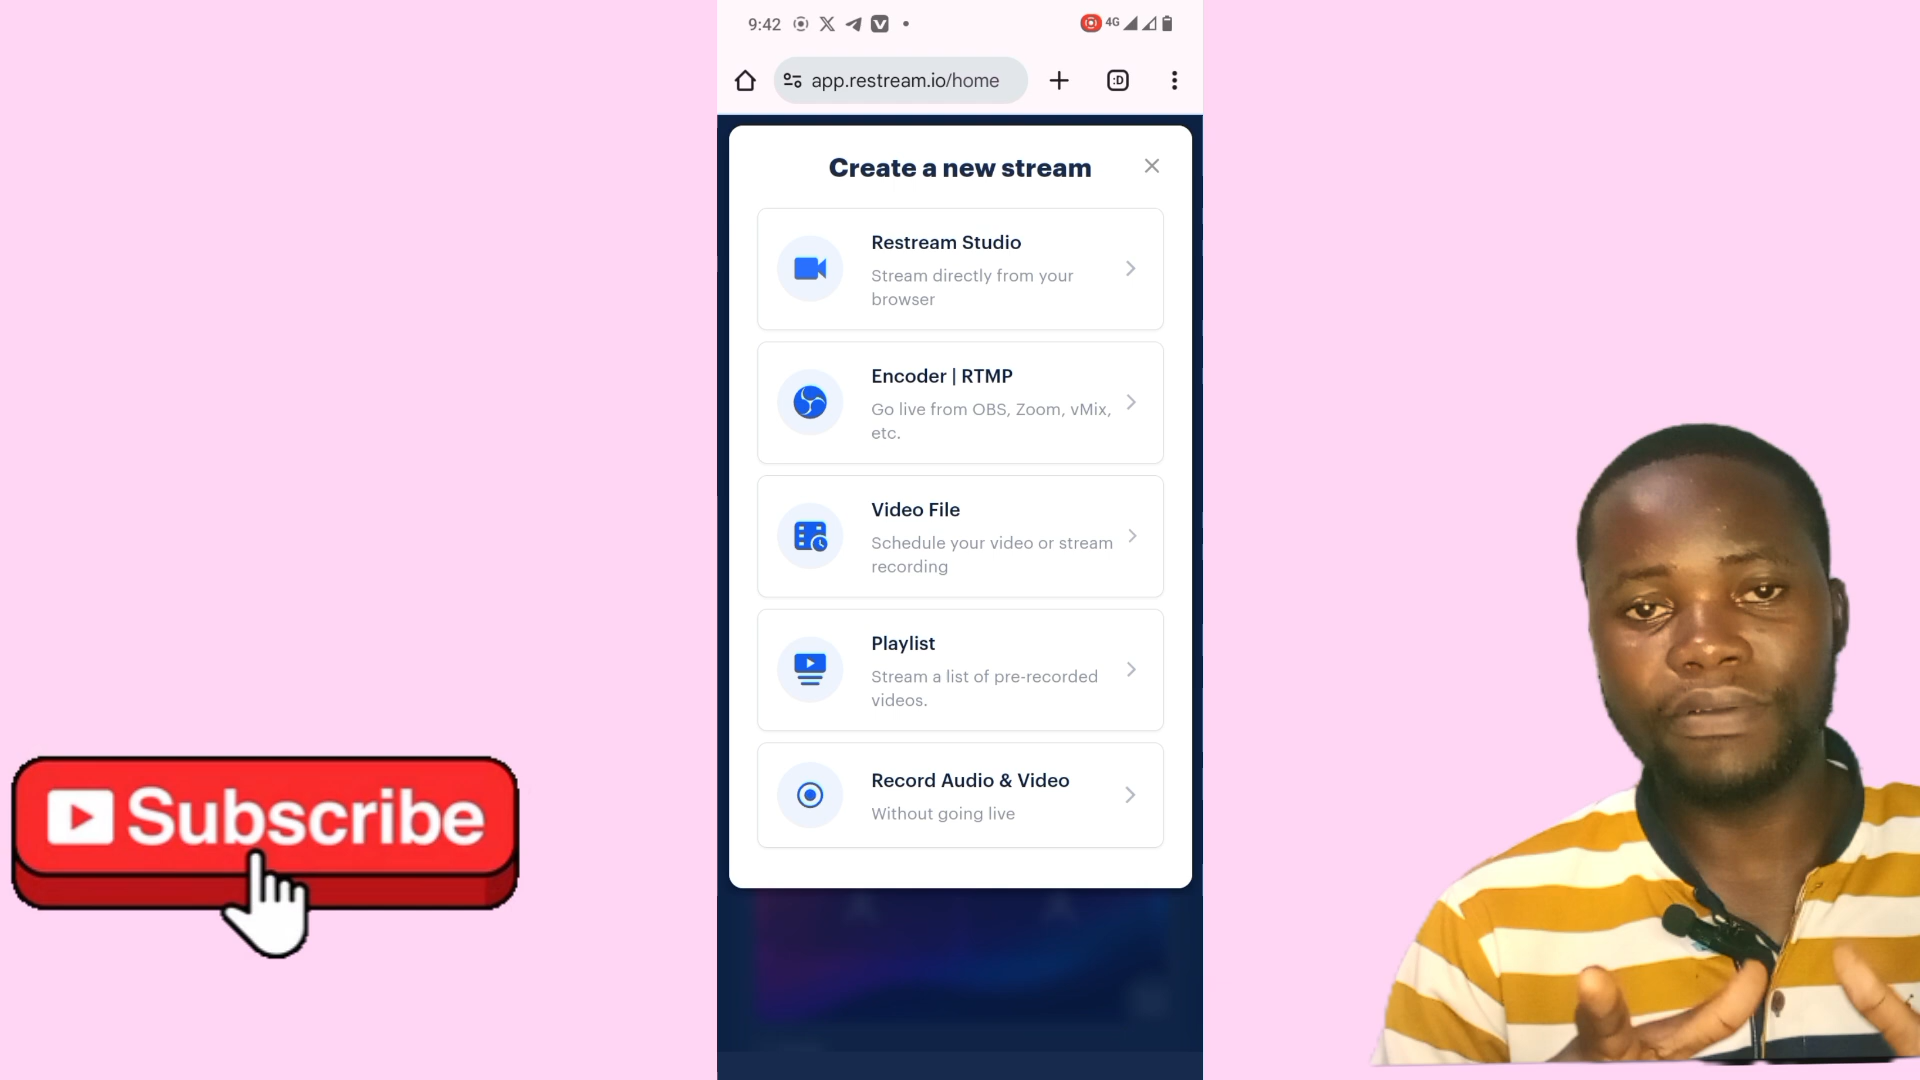 9:42
4G
app.restream.io/home
:D
Create a new stream
Restream Studio
Stream directly from your
browser
Encoder | RTMP
Go live from OBS, Zoom, vMix,
etc.
Video File
Schedule your video or stream
recording
Playlist
Stream a list of pre-recorded
videos.
Record Audio & Video
Without going live
Subscribe